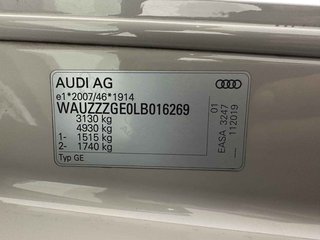 AUDI AG
e1*2007/46*1914
WAUZZZGE0LB016269
3130 kg
4930 kg
1- 1515 kg
2- 1740 kg
Typ GE
01
EASA 3247
112019